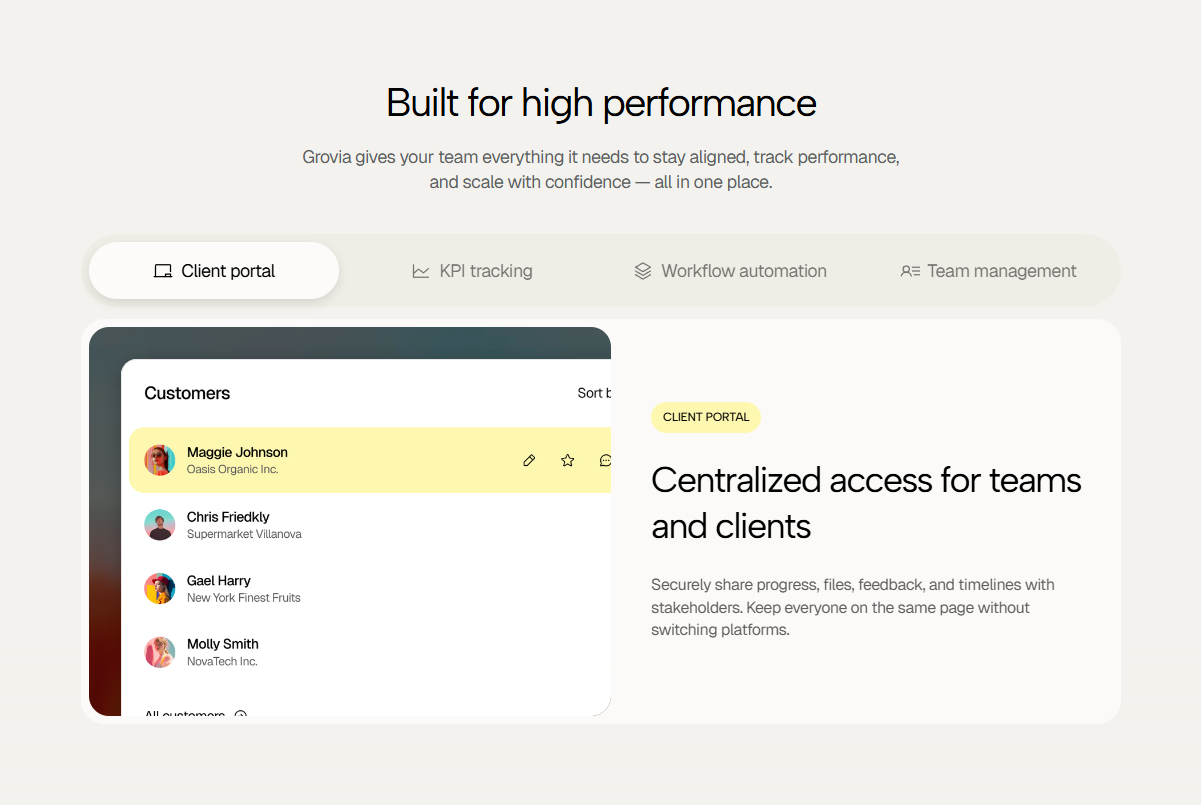 Built for high performance
Grovia gives your team everything it needs to stay aligned, track performance,
and scale with confidence — all in one place.
Client portal
KPI tracking
Workflow automation
Team management
Customers
Sort b
Maggie Johnson
Oasis Organic Inc.
Chris Friedkly
Supermarket Villanova
Gael Harry
New York Finest Fruits
Molly Smith
NovaTech Inc.
All customers
CLIENT PORTAL
Centralized access for teams
and clients
Securely share progress, files, feedback, and timelines with
stakeholders. Keep everyone on the same page without
switching platforms.